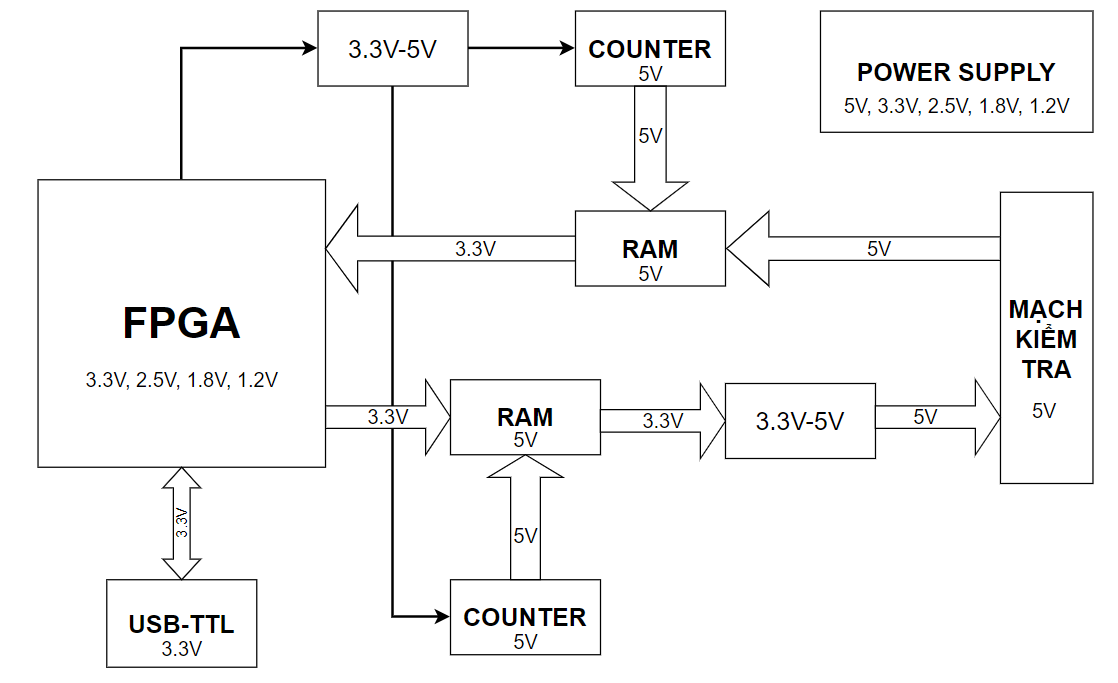 3.3V-5V
COUNTER
5V
POWER SUPPLY
5V, 3.3V, 2.5V, 1.8V, 1.2V
5V
3.3V
RAM
5V
5V
FPGA
3.3V, 2.5V, 1.8V, 1.2V
MẠCH
KIỂM
TRA
5V
3.3V
RAM
5V
3.3V
3.3V-5V
5V
3.3V
5V
USB-TTL
3.3V
COUNTER
5V